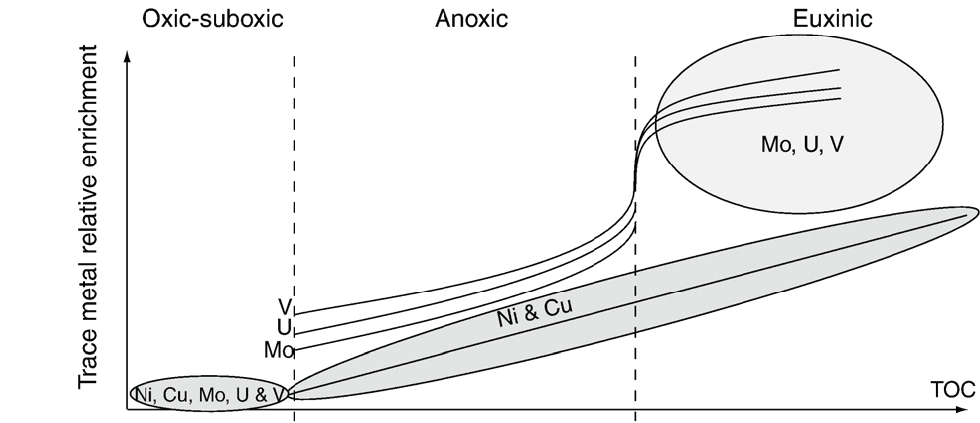 Oxic-suboxic
Anoxic
Euxinic
Trace metal relative enrichment
Mo, U, V
V
U
Mo
Ni & Cu
Ni, Cu, Mo, U & V
TOC